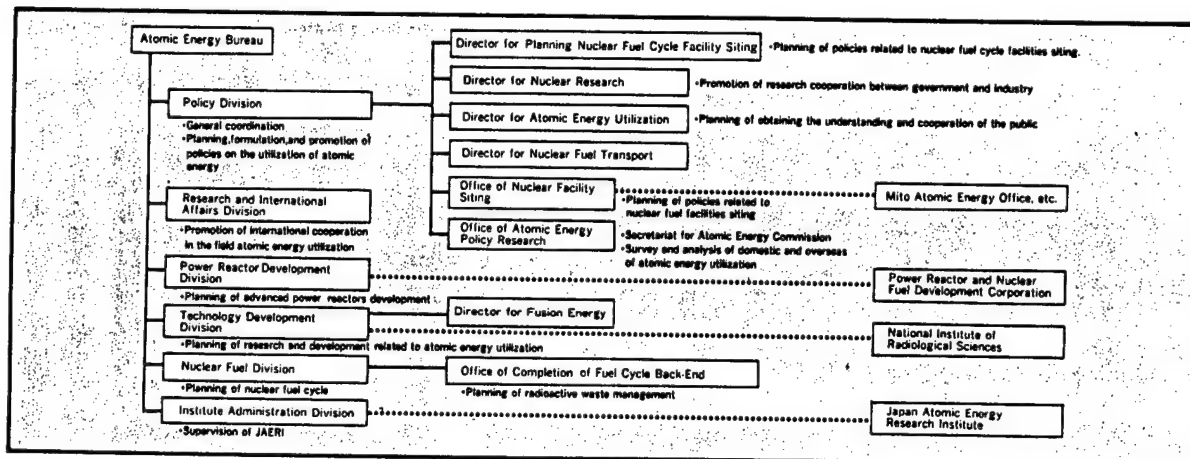 Atomic Energy Bureau
Policy Division
•General coordination
•Planning,formulation,and promotion of
policies on the utilization of atomic
energy
Research and International
Affairs Division
•Promotion of international cooperation
in the field atomic energy utilization
Power Reactor Development
Division
•Planning of advanced power reactors development
Technology Development
Division
•Planning of research and development related to atomic energy utilization
Nuclear Fuel Division
•Planning of nuclear fuel cycle
Institute Administration Division
•Supervision of JAERI
Director for Planning Nuclear Fuel Cycle Facility Siting
•Planning of policies related to nuclear fuel cycle facilities siting.
Director for Nuclear Research
•Promotion of research cooperation between government and industry
Director for Atomic Energy Utilization
•Planning of obtaining the understanding and cooperation of the public
Director for Nuclear Fuel Transport
Office of Nuclear Facility
Siting
•Planning of policies related to
nuclear fuel facilities siting
Office of Atomic Energy
Policy Research
•Secretariat for Atomic Energy Commission
•Survey and analysis of domestic and overseas
of atomic energy utilization
Director for Fusion Energy
Office of Completion of Fuel Cycle Back-End
•Planning of radioactive waste management
Mito Atomic Energy Office, etc.
Power Reactor and Nuclear
Fuel Development Corporation
National Institute of
Radiological Sciences
Japan Atomic Energy
Research Institute